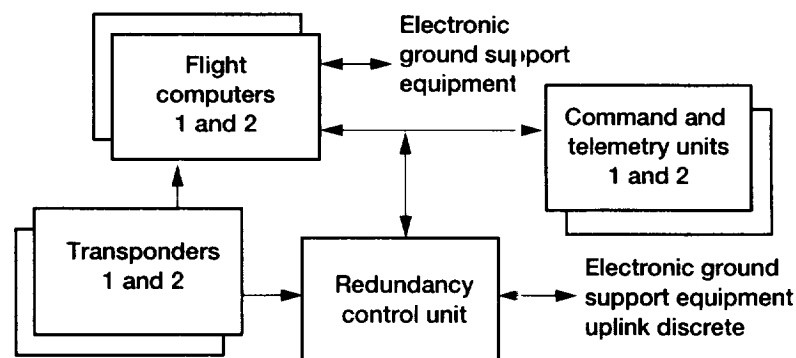 Electronic
ground support
equipment
Flight
computers
1 and 2
Command and
telemetry units
1 and 2
Transponders
1 and 2
Redundancy
control unit
Electronic ground
support equipment
uplink discrete